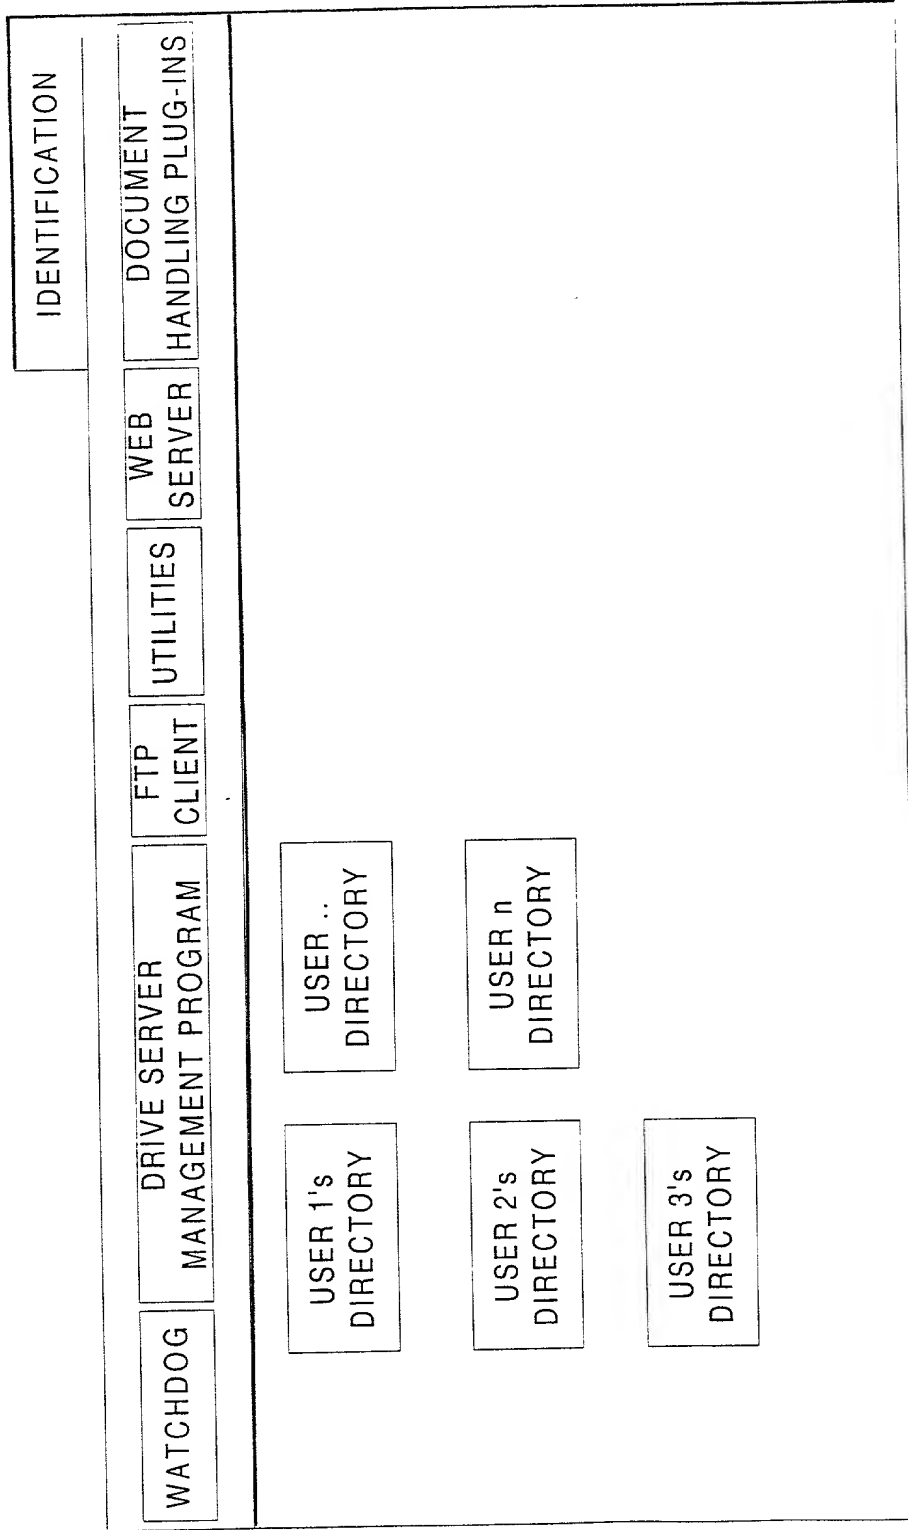 IDENTIFICATION
WATCHDOG
DRIVE SERVER
MANAGEMENT PROGRAM
FTP
CLIENT
UTILITIES
WEB
SERVER
DOCUMENT
HANDLING PLUG-INS
USER 1's
DIRECTORY
USER ..
DIRECTORY
USER 2's
DIRECTORY
USER n
DIRECTORY
USER 3's
DIRECTORY